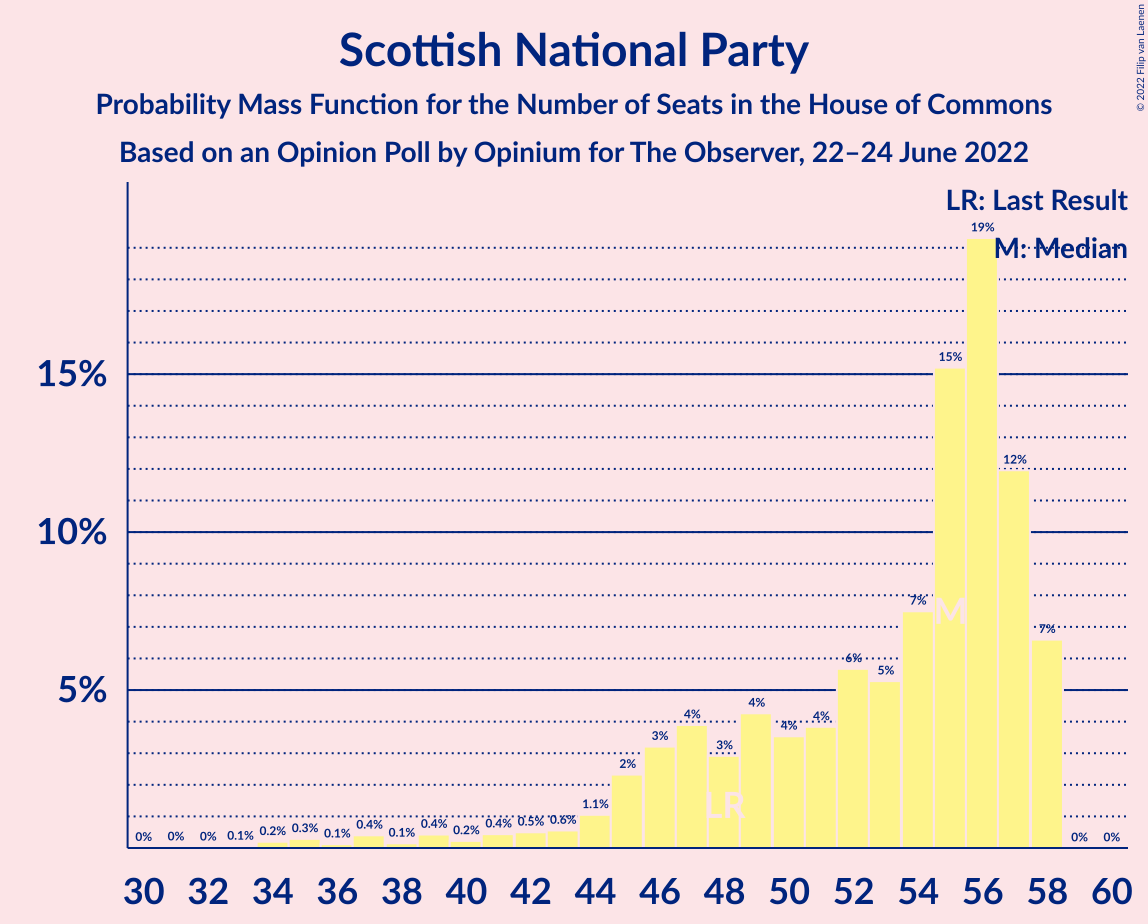 Scottish National Party
Probability Mass Function for the Number of Seats in the House of Commons
Based on an Opinion Poll by Opinium for The Observer, 22–24 June 2022
© 2022 Filip van Laenen
LR: Last Result
M: Median
15%
10%
5%
0% 0% 0% 0.1% 0.2% 0.3% 0.1% 0.4% 0.1% 0.4% 0.2% 0.4% 0.5% 0.6% 1.1% 2% 3% 4% 3% 4% 4% 4% 6% 5% 7% 15% 19% 12% 7% 0% 0%
M
LR
30 32 34 36 38 40 42 44 46 48 50 52 54 56 58 60